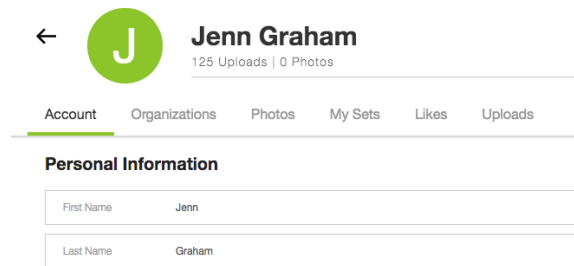 J
Jenn Graham
125 Uploads | 0 Photos
Account Organizations Photos My Sets Likes Uploads
Personal Information
First Name Jenn
Last Name Graham